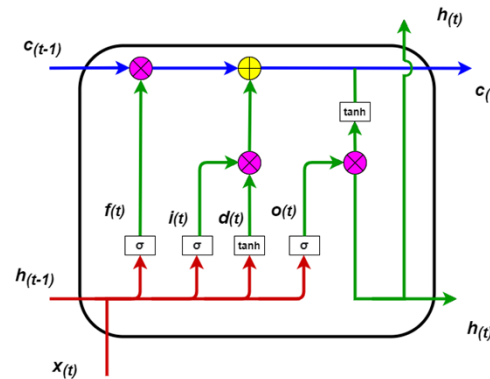 h(t)
c(t-1)
c(
tanh
f(t)
i(t)
d(t)
o(t)
σ
σ
tanh
σ
h(t-1)
h(t)
x(t)